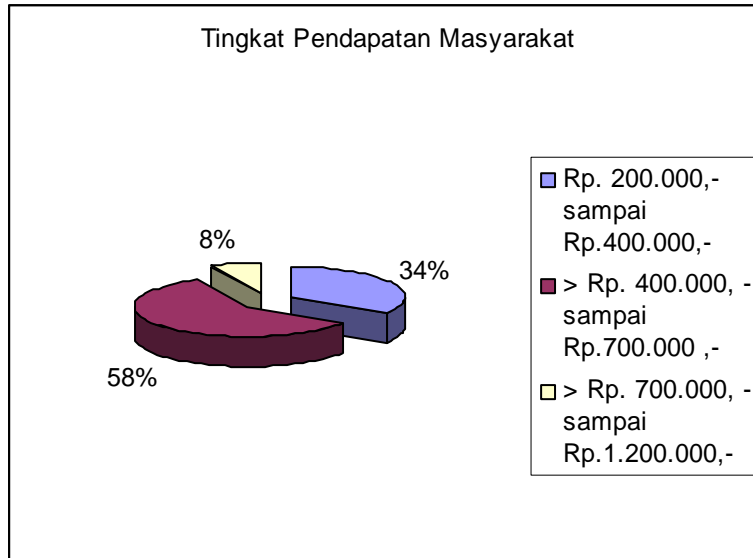 Tingkat Pendapatan Masyarakat
8%
34%
58%
Rp. 200.000,-
sampai
Rp.400.000,-
> Rp. 400.000, -
sampai
Rp.700.000 ,-
> Rp. 700.000, -
sampai
Rp.1.200.000,-